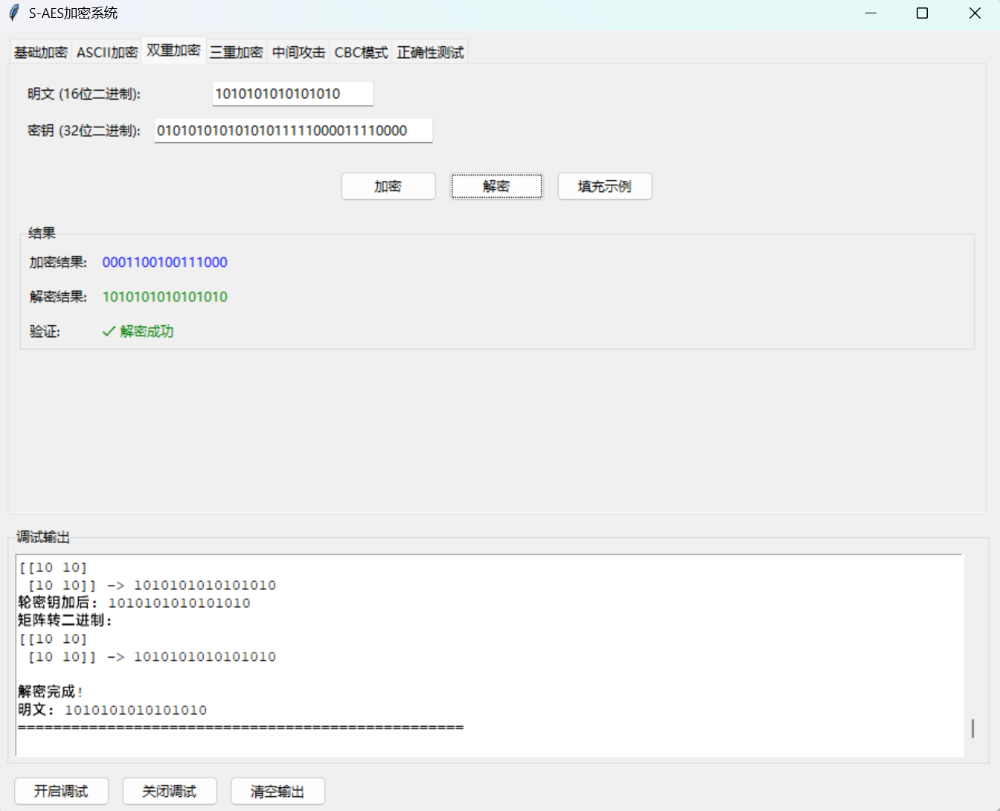 S-AES加密系统
基础加密 ASCII加密 双重加密 三重加密 中间攻击 CBC模式 正确性测试
明文 (16位二进制): 1010101010101010
密钥 (32位二进制): 01010101010101011111000011110000
加密 解密 填充示例
结果
加密结果: 0001100100111000
解密结果: 1010101010101010
验证: ✓ 解密成功
调试输出
[[10 10]
[10 10]] -> 1010101010101010
轮密钥加后: 1010101010101010
矩阵转二进制:
[[10 10]
[10 10]] -> 1010101010101010
解密完成!
明文: 1010101010101010
==================================================
开启调试 关闭调试 清空输出